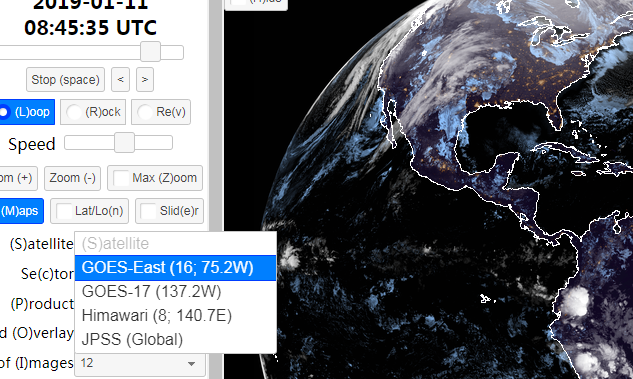 2019-01-11
08:45:35 UTC
Stop (space) < >
(L)oop (R)ock Re(v)
Speed
Zoom (-) Max (Z)oom
(M)aps Lat/Lo(n) Slid(e)r
(S)atellite (S)atellite
GOES-East (16; 75.2W)
Se(c)tor
GOES-17 (137.2W)
(P)roduct Himawari (8; 140.7E)
(O)verlay JPSS (Global)
of (I)mages 12